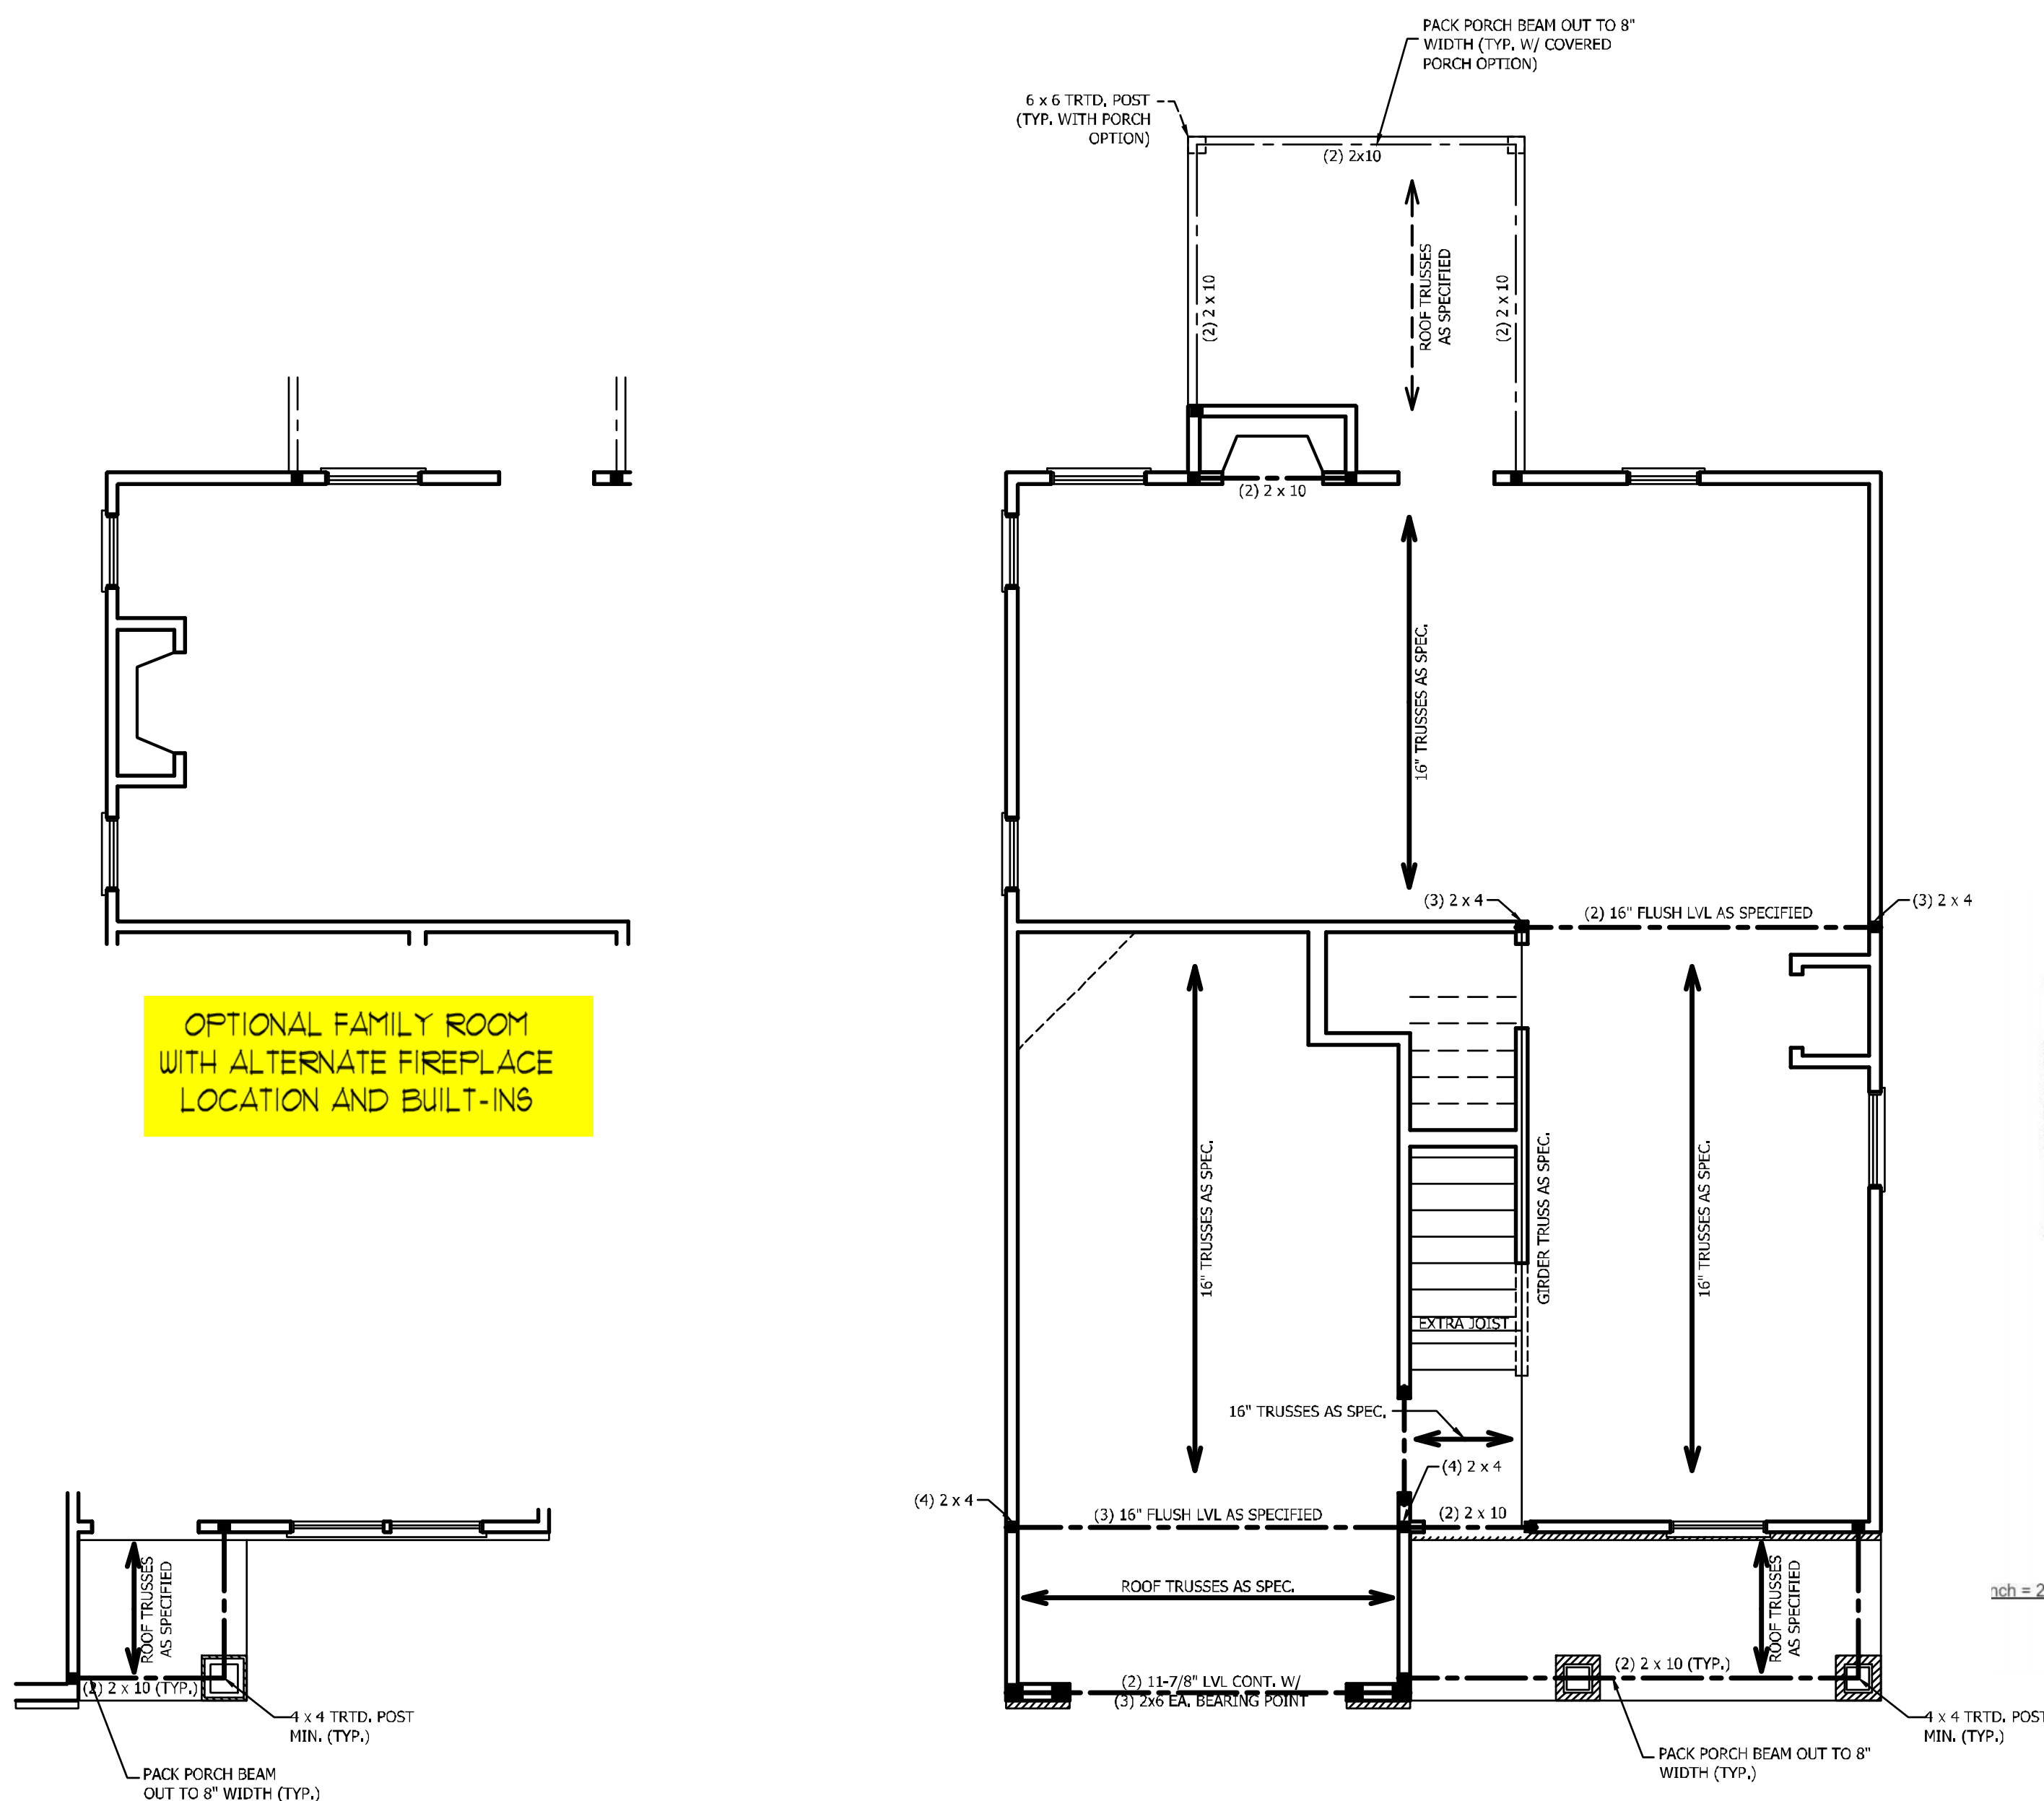 PACK PORCH BEAM OUT TO 8"
WIDTH (TYP. W/ COVERED
PORCH OPTION)
6 x 6 TRTD. POST
(TYP. WITH PORCH
OPTION)
(2) 2x10
(2) 2 x 10
ROOF TRUSSES
AS SPECIFIED
(2) 2 x 10
(2) 2 x 10
16" TRUSSES AS SPEC.
(3) 2 x 4
(2) 16" FLUSH LVL AS SPECIFIED
(3) 2 x 4
OPTIONAL FAMILY ROOM
WITH ALTERNATE FIREPLACE
LOCATION AND BUILT-INS
16" TRUSSES AS SPEC.
GIRDER TRUSS AS SPEC.
16" TRUSSES AS SPEC.
EXTRA JOIST
16" TRUSSES AS SPEC.
(4) 2 x 4
(4) 2 x 4
(3) 16" FLUSH LVL AS SPECIFIED
(2) 2 x 10
ROOF TRUSSES AS SPEC.
ROOF TRUSSES
AS SPECIFIED
ROOF TRUSSES
AS SPECIFIED
nch = 2
(2) 2 x 10 (TYP.)
(2) 11-7/8" LVL CONT. W/
(3) 2x6 EA. BEARING POINT
(2) 2 x 10 (TYP.)
4 x 4 TRTD. POST
MIN. (TYP.)
4 x 4 TRTD. POST
MIN. (TYP.)
PACK PORCH BEAM
OUT TO 8" WIDTH (TYP.)
PACK PORCH BEAM OUT TO 8"
WIDTH (TYP.)